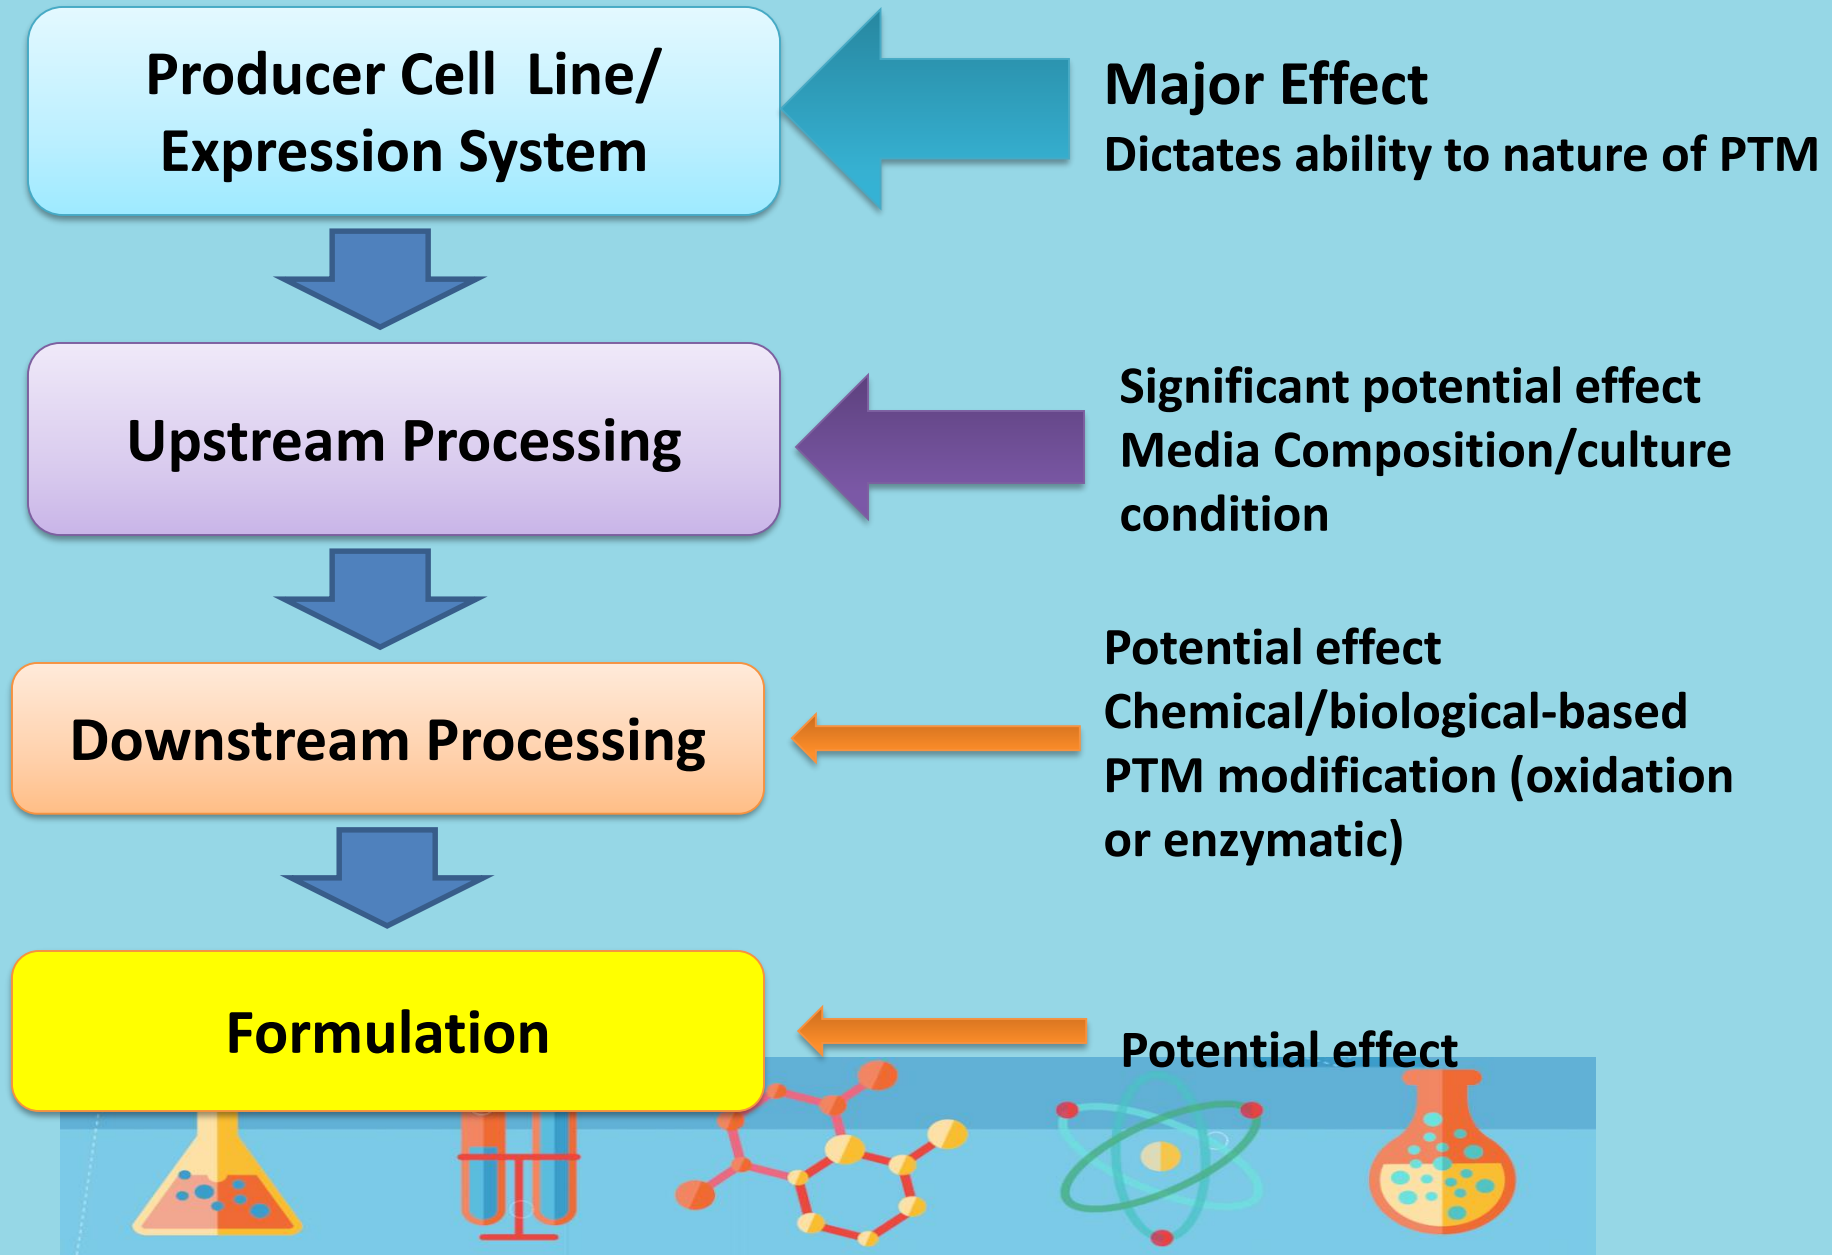 Producer Cell  Line/
Expression System
Major Effect
Dictates ability to nature of PTM
Upstream Processing
Significant potential effect
Media Composition/culture
condition
Downstream Processing
Potential effect
Chemical/biological-based
PTM modification (oxidation
or enzymatic)
Formulation
Potential effect